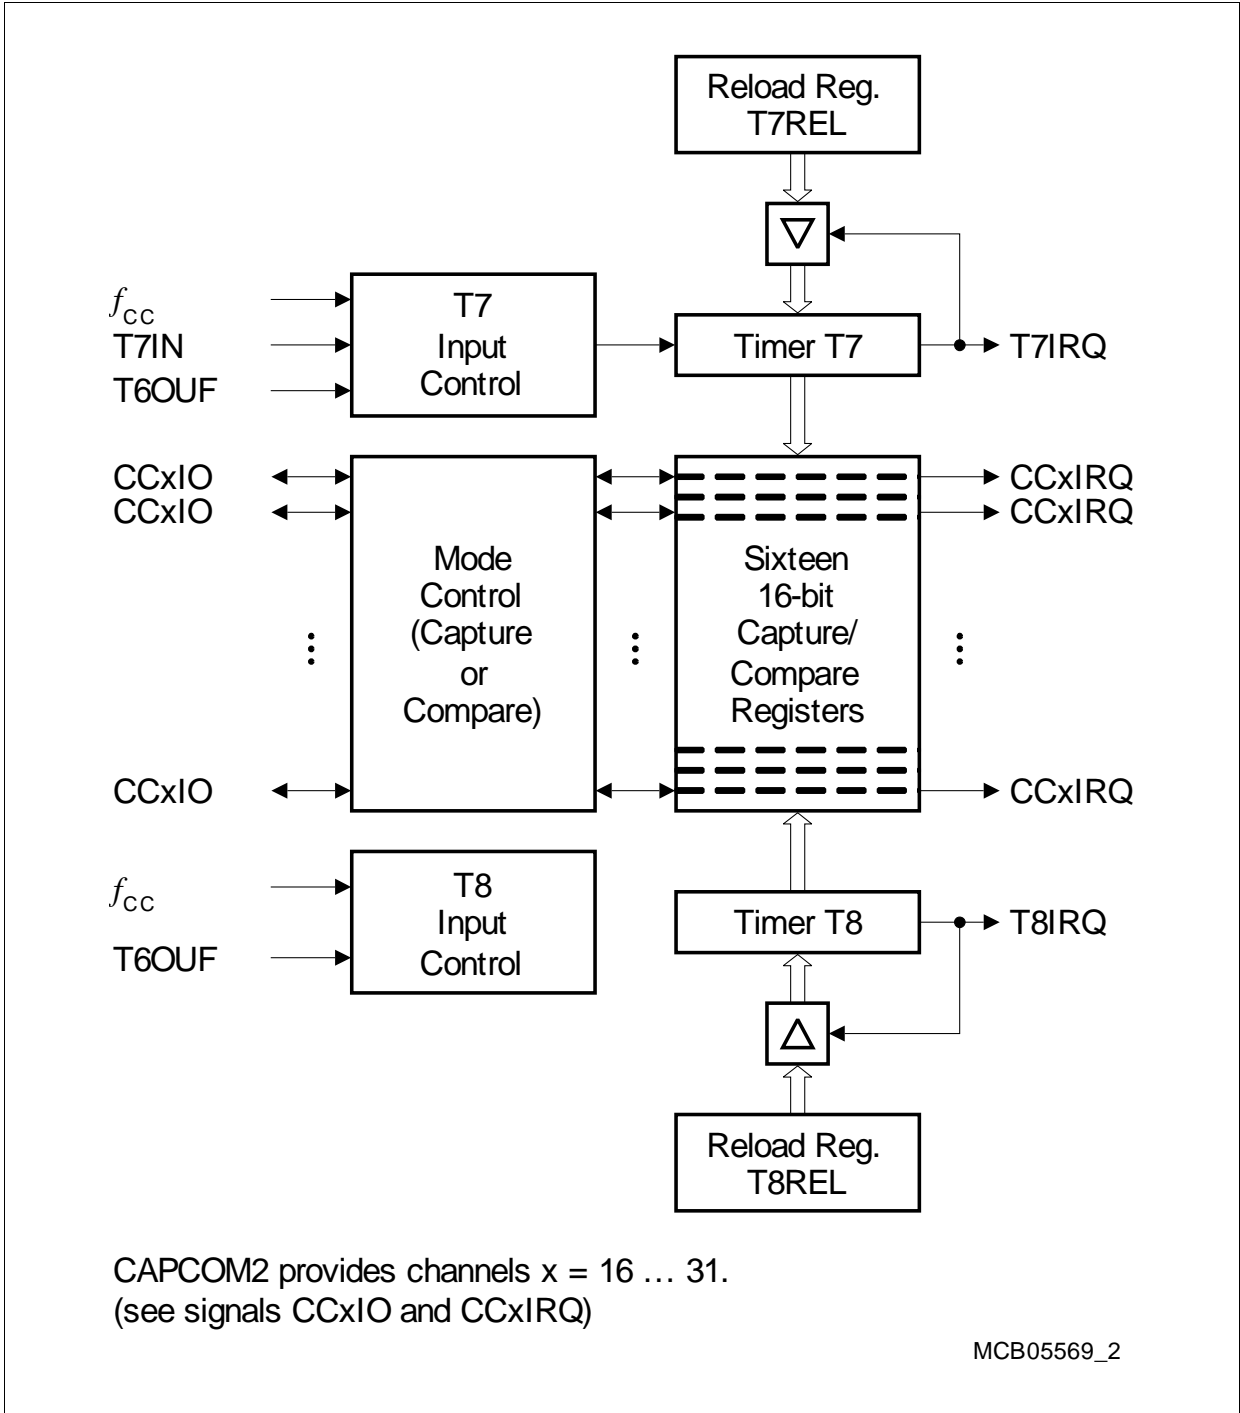 Reload Reg.
T7REL
fCC
T7IN
T6OUF
T7
Input
Control
Timer T7
T7IRQ
CCxIO
CCxIO
CCxIO
Mode
Control
(Capture
or
Compare)
Sixteen
16-bit
Capture/
Compare
Registers
CCxIRQ
CCxIRQ
CCxIRQ
fCC
T6OUF
T8
Input
Control
Timer T8
T8IRQ
Reload Reg.
T8REL
CAPCOM2 provides channels x = 16 … 31.
(see signals CCxIO and CCxIRQ)
MCB05569_2